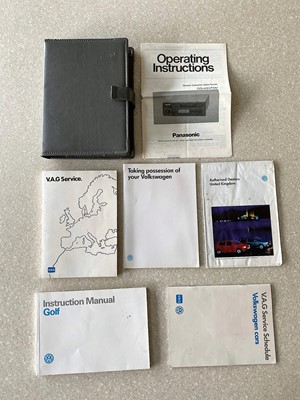 Operating
Instructions
Panasonic
V.A.G Service.
Taking possession of
your Volkswagen
Authorised Dealers
United Kingdom
Instruction Manual
Golf
V.A.G Service Schedule
Volkswagen cars